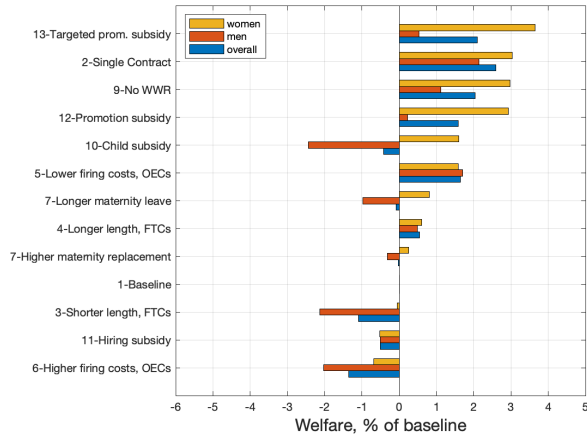 women
men
overall
13-Targeted prom. subsidy
2-Single Contract
9-No WWR
12-Promotion subsidy
10-Child subsidy
5-Lower firing costs, OECs
7-Longer maternity leave
4-Longer length, FTCs
7-Higher maternity replacement
1-Baseline
3-Shorter length, FTCs
11-Hiring subsidy
6-Higher firing costs, OECs
-6 -5 -4 -3 -2 -1 0 1 2 3 4 5
Welfare, % of baseline